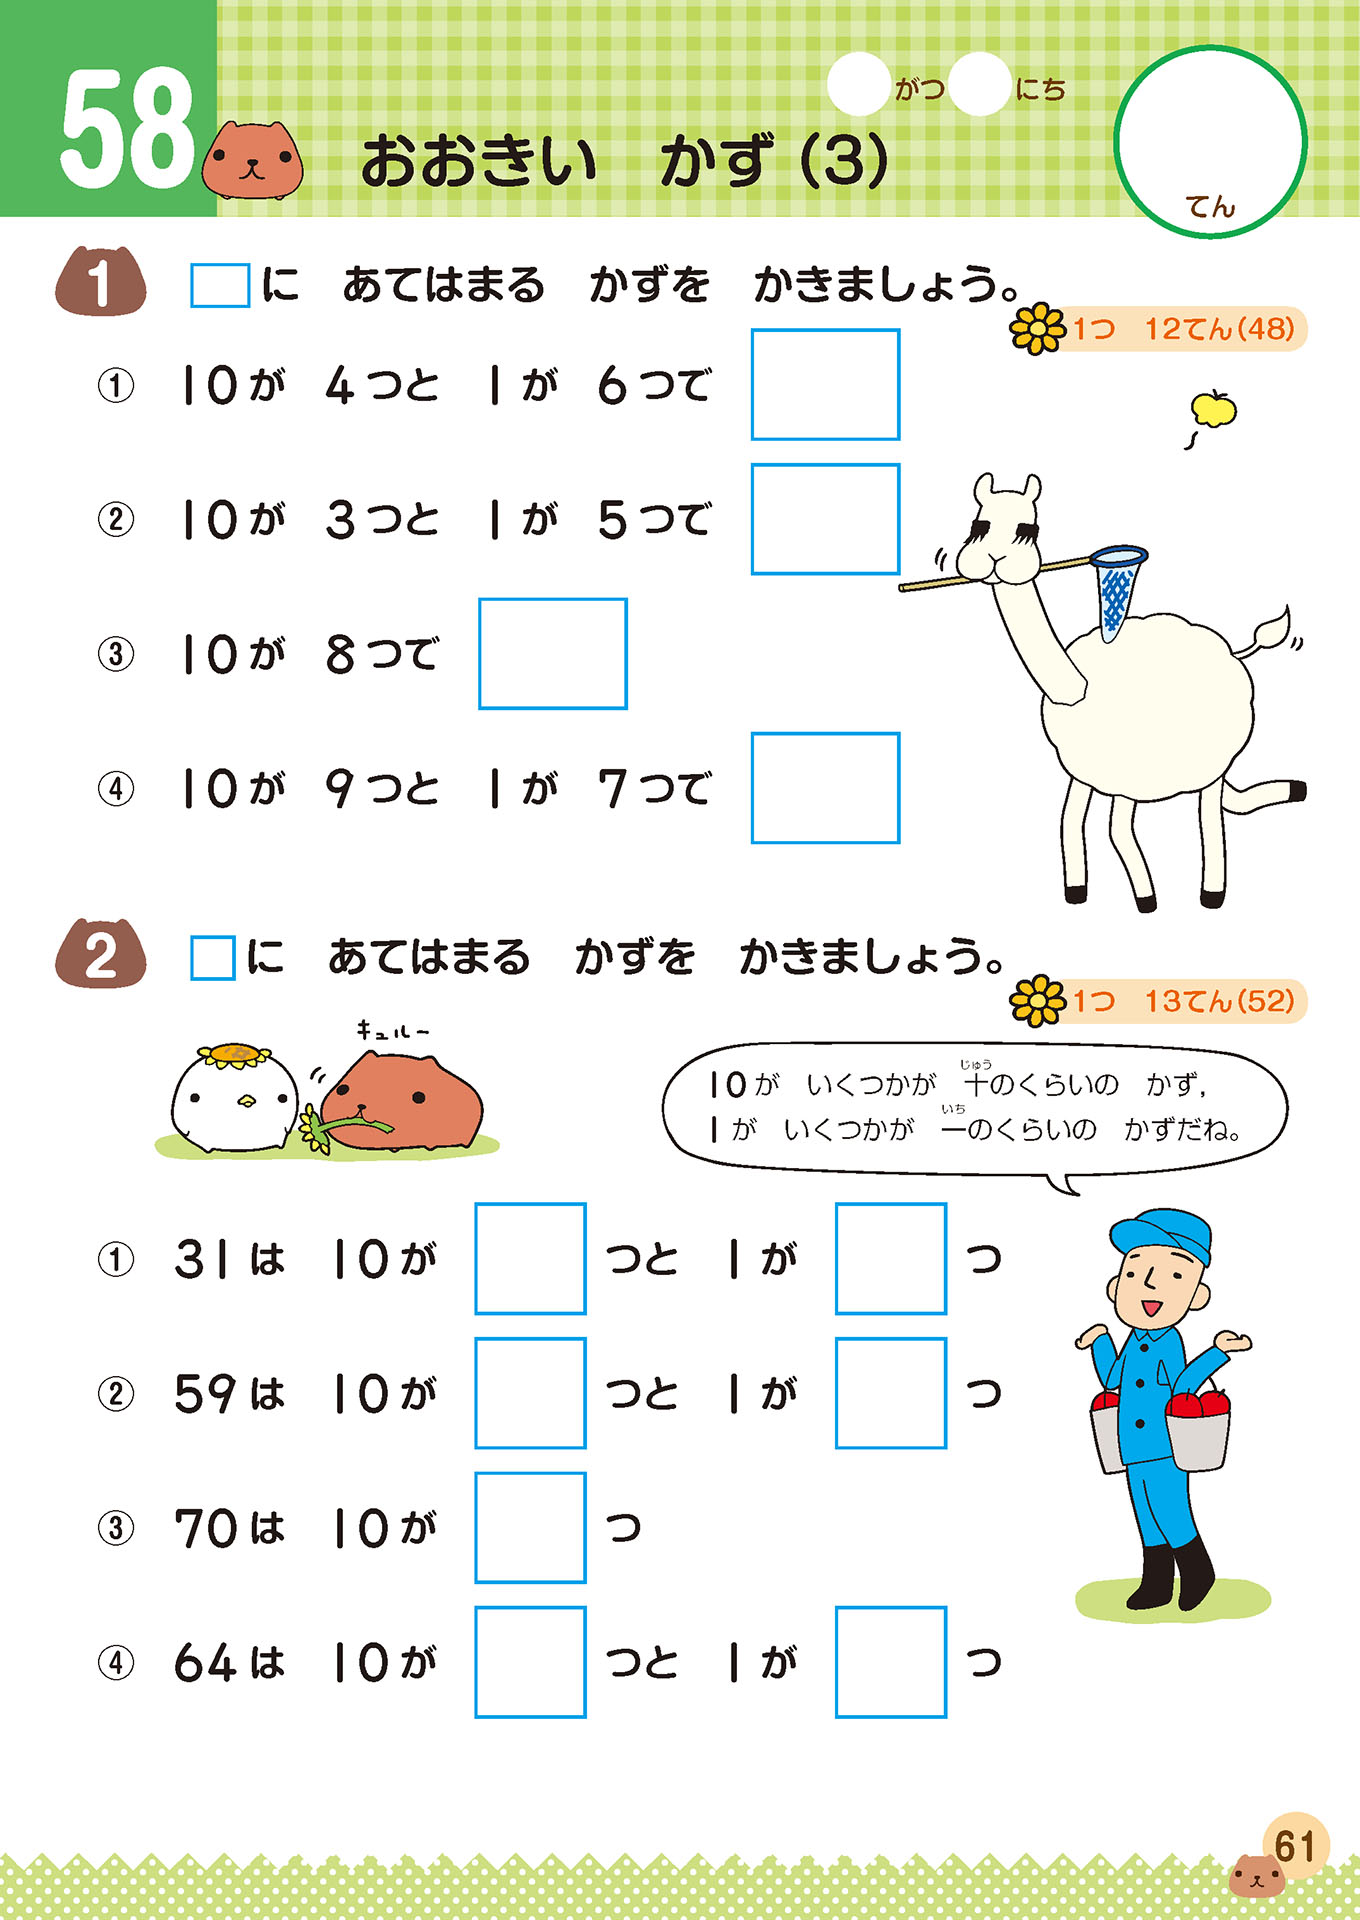 58
おおきい　かず(3)
がつ　にち
てん
1　□に　あてはまる　かずを　かきましょう。
1つ　12てん(48)
① 10が　4つと　1が　6つで
② 10が　3つと　1が　5つで
③ 10が　8つで
④ 10が　9つと　1が　7つで
2　□に　あてはまる　かずを　かきましょう。
1つ　13てん(52)
キュルー
じゅう
10が　いくつかが　十のくらいの　かず,
いち
1が　いくつかが　一のくらいの　かずだね。
① 31は　10が　つと　1が　つ
② 59は　10が　つと　1が　つ
③ 70は　10が　つ
④ 64は　10が　つと　1が　つ
61